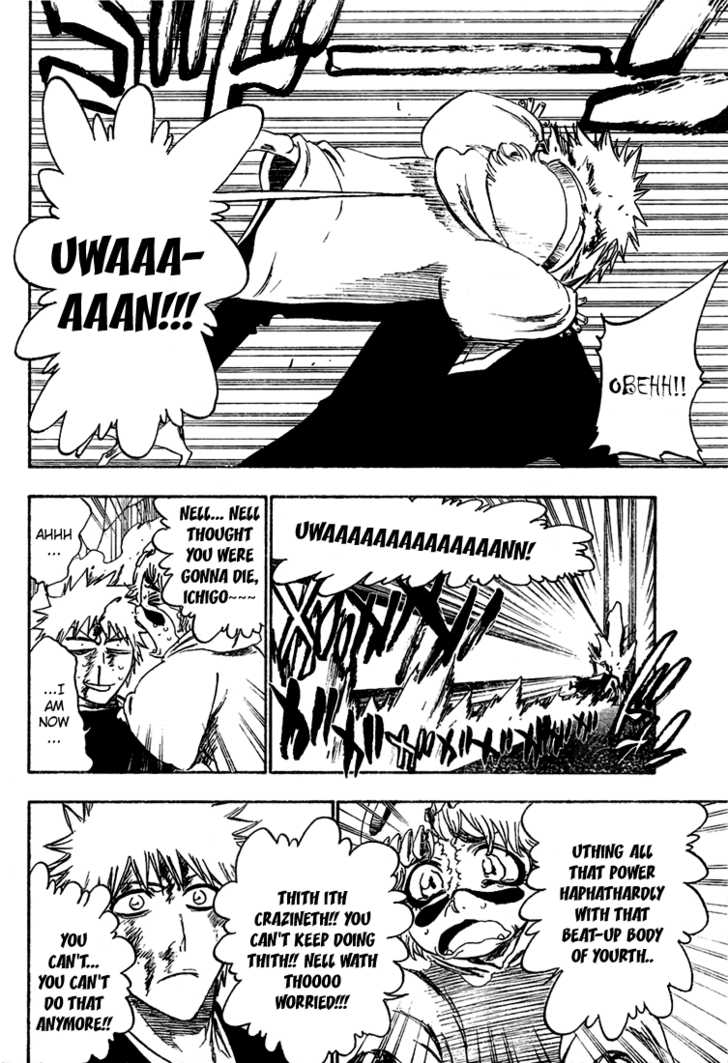 OBEHH!!
UWAAA-
AAAN!!!
UWAAAAAAAAAAAAAAANN!
NELL... NELL
THOUGHT
YOU WERE
GONNA DIE,
ICHIGO~~~
AHHH
...
...I
AM
NOW
...
UTHING ALL
THAT POWER
HAPHATHARDLY
WITH THAT
BEAT-UP BODY
OF YOURTH..
THITH ITH
CRAZINETH!! YOU
CAN'T KEEP DOING
THITH!! NELL WATH
THOOOO
WORRIED!!!
YOU
CAN'T...
YOU CAN'T
DO THAT
ANYMORE!!